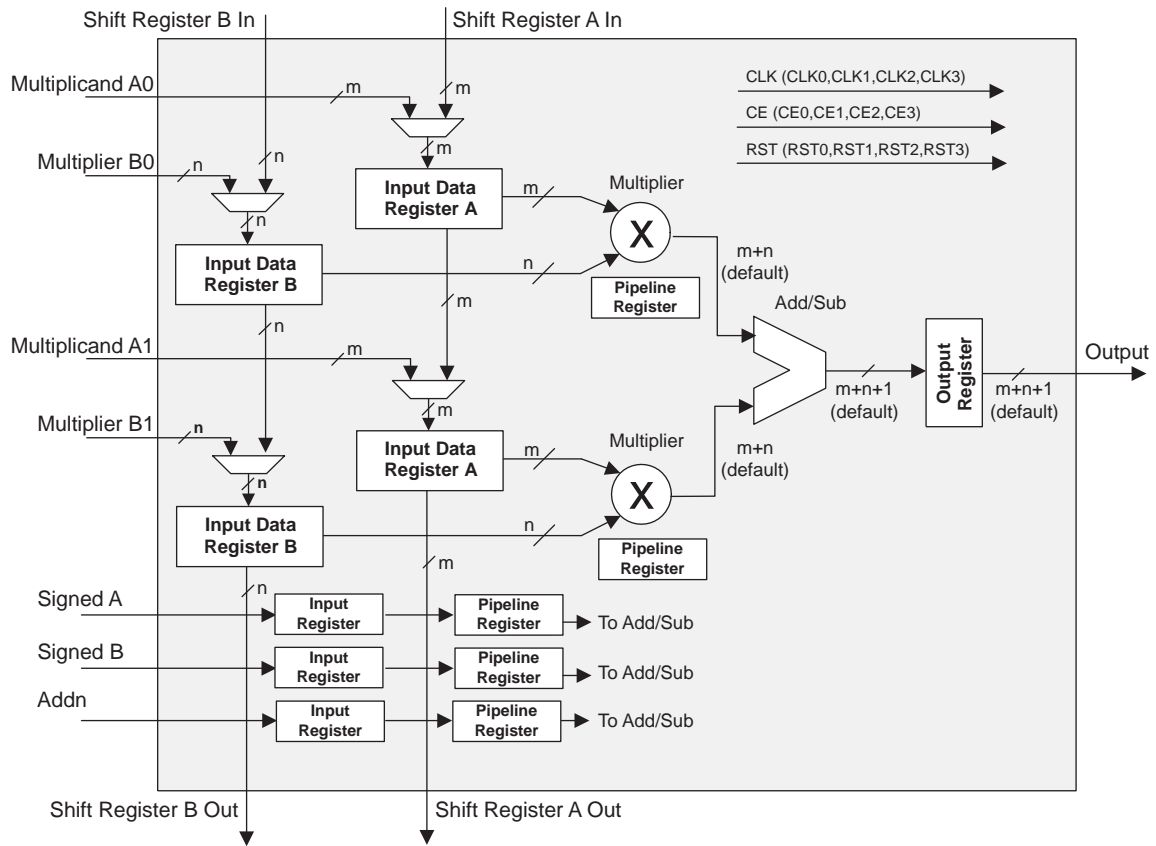 Shift Register B In
Shift Register A In
Multiplicand A0
m
m
CLK (CLK0,CLK1,CLK2,CLK3)
CE (CE0,CE1,CE2,CE3)
m
RST (RST0,RST1,RST2,RST3)
Multiplier B0
n
n
Input Data
Register A
m
Multiplier
X
n
Input Data
Register B
n
m+n
(default)
Pipeline
Register
m
n
Add/Sub
Multiplicand A1
m
Output
Register
Output
m+n+1
(default)
m+n+1
(default)
m
Multiplier B1
n
Input Data
Register A
m
Multiplier
X
m+n
(default)
n
Input Data
Register B
n
Pipeline
Register
m
n
Signed A
Input
Register
Pipeline
Register
To Add/Sub
Signed B
Input
Register
Pipeline
Register
To Add/Sub
Addn
Input
Register
Pipeline
Register
To Add/Sub
Shift Register B Out
Shift Register A Out